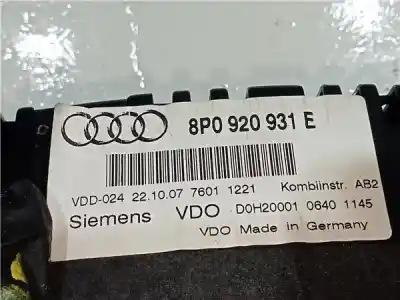 8P0 920 931 E
VDD-024 22.10.07 7601 1221 Kombiinstr. AB2
Siemens VDO D0H20001 0640 1145
VDO Made in Germany